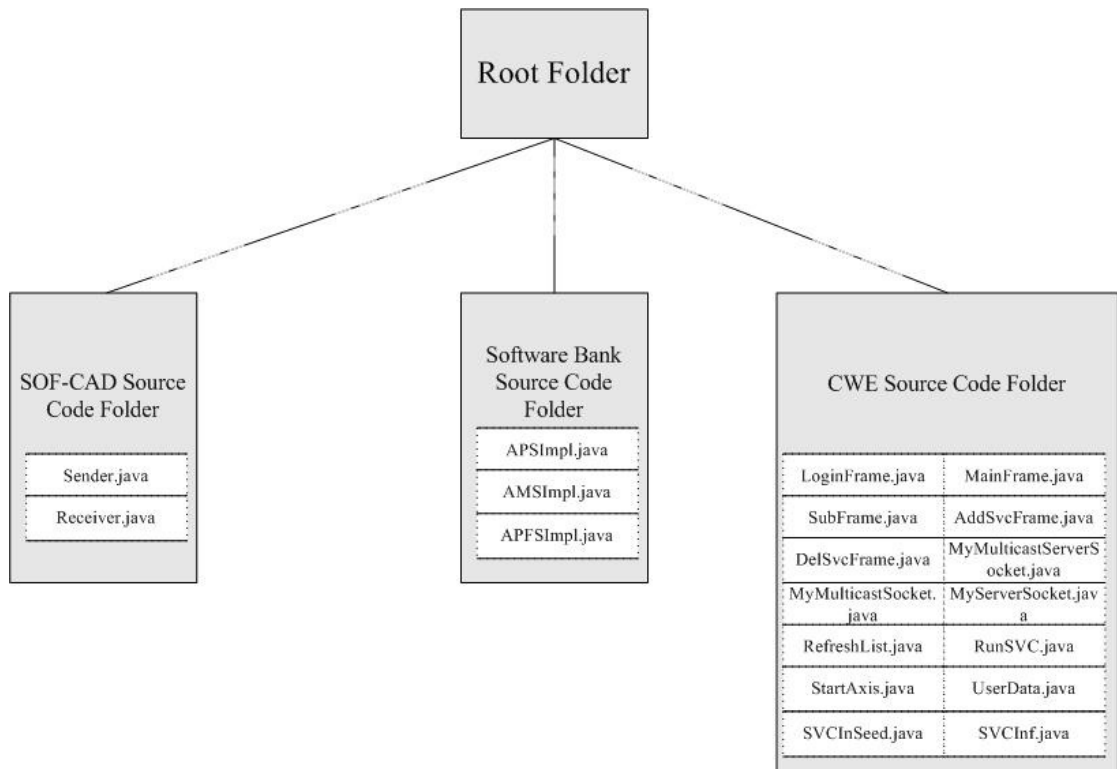 Root Folder
SOF-CAD Source
Code Folder
Sender.java
Receiver.java
Software Bank
Source Code
Folder
APSImpl.java
AMSImpl.java
APFSImpl.java
CWE Source Code Folder
LoginFrame.java
MainFrame.java
SubFrame.java
AddSvcFrame.java
DelSvcFrame.java
MyMulticastServerS
ocket.java
MyMulticastSocket.
java
MyServerSocket.jav
a
RefreshList.java
RunSVC.java
StartAxis.java
UserData.java
SVCInSeed.java
SVCInf.java